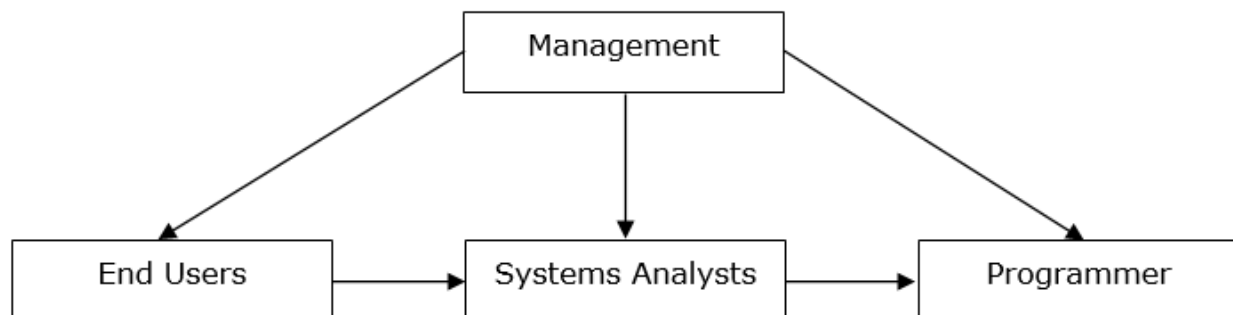 Management
End Users
Systems Analysts
Programmer